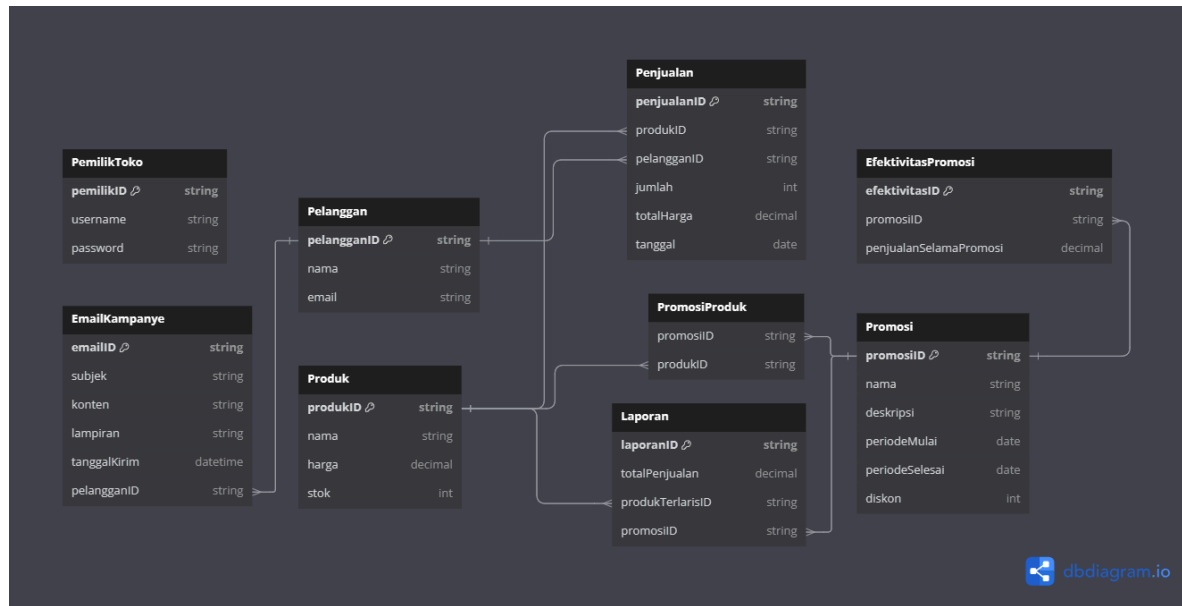 PemilikToko
pemilikID string
username string
password string
EmailKampanye
emailID string
subjek string
konten string
lampiran string
tanggalKirim datetime
pelangganID string
Pelanggan
pelangganID string
nama string
email string
Produk
produkID string
nama string
harga decimal
stok int
Penjualan
penjualanID string
produkID string
pelangganID string
jumlah int
totalHarga decimal
tanggal date
PromosiProduk
promosiID string
produkID string
Laporan
laporanID string
totalPenjualan decimal
produkTerlarisID string
promosiID string
EfektivitasPromosi
efektivitasID string
promosiID string
penjualanSelamaPromosi decimal
Promosi
promosiID string
nama string
deskripsi string
periodeMulai date
periodeSelesai date
diskon int
dbdiagram.io